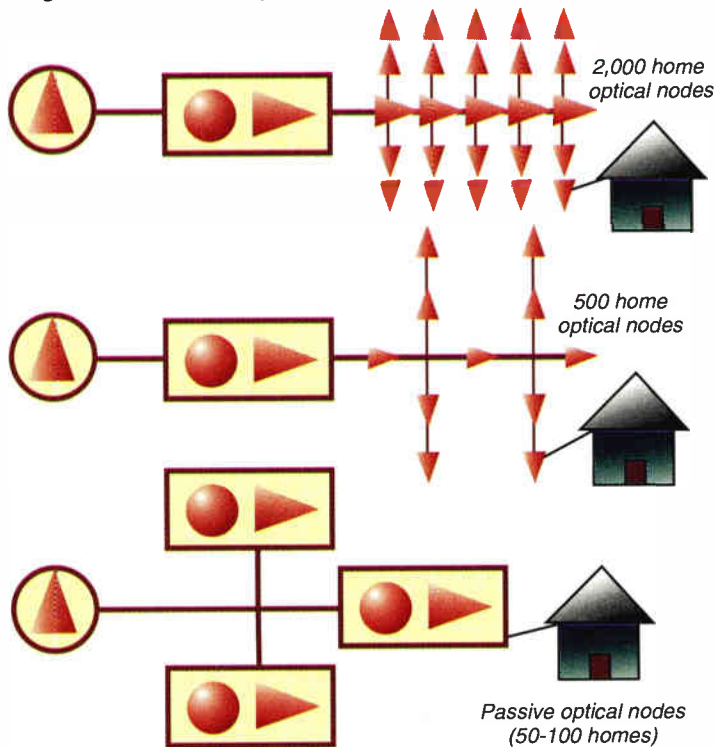 2,000 home
optical nodes
500 home
optical nodes
Passive optical nodes
(50-100 homes)